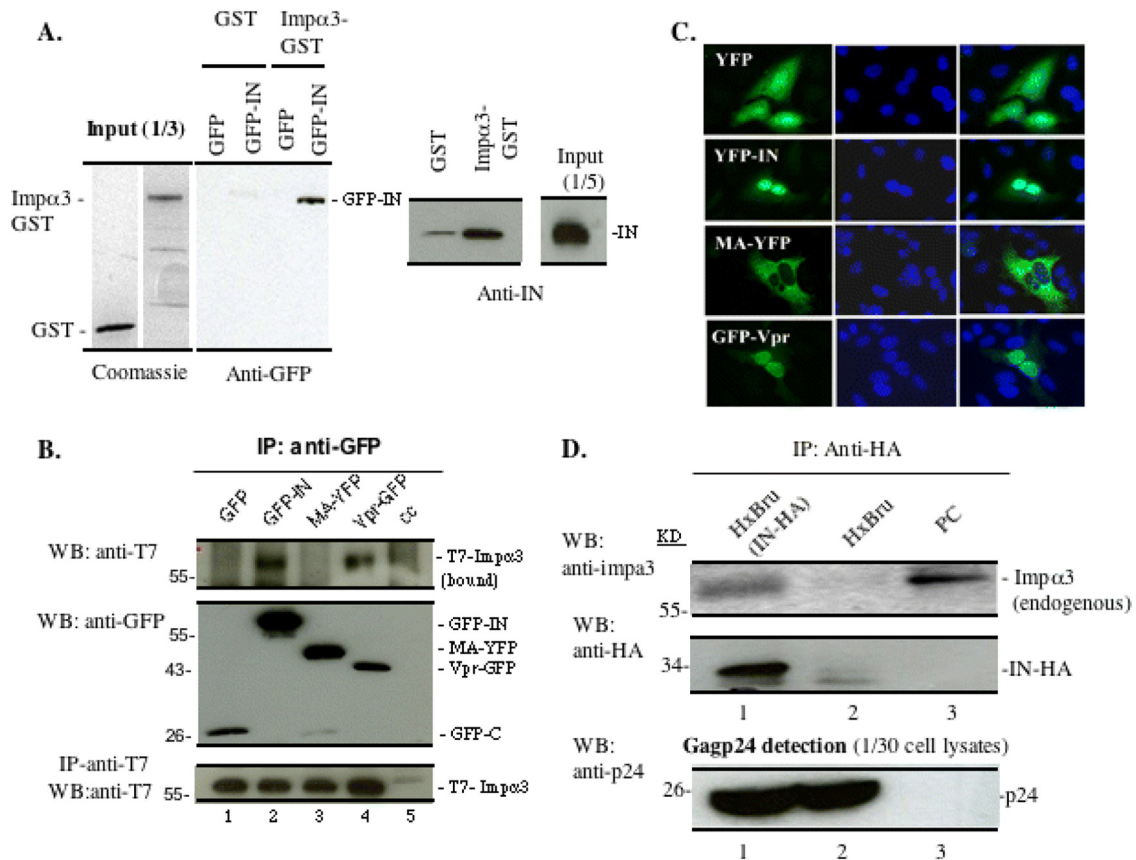 A.
GST
Impα3-
GST
Input (1/3)
GFP
GFP-IN
GFP
GFP-IN
Impα3 -
GST
- GFP-IN
GST -
Coomassie
Anti-GFP
GST
Impα3-
GST
Input
(1/5)
-IN
Anti-IN
C.
YFP
YFP-IN
MA-YFP
GFP-Vpr
B.
IP: anti-GFP
GFP
GFP-IN
MA-YFP
Vpr-GFP
cc
WB: anti-T7
55-
- T7-Impα3
(bound)
WB: anti-GFP
55-
43-
26-
- GFP-IN
- MA-YFP
- Vpr-GFP
- GFP-C
IP-anti-T7
WB:anti-T7
55-
- T7- Impα3
1 2 3 4 5
D.
IP: Anti-HA
HxBru
(IN-HA)
HxBru
PC
KD
WB:
anti-impa3
55-
- Impα3
(endogenous)
WB:
anti-HA
34-
-IN-HA
1 2 3
WB:
anti-p24
Gagp24 detection (1/30 cell lysates)
26-
-p24
1 2 3